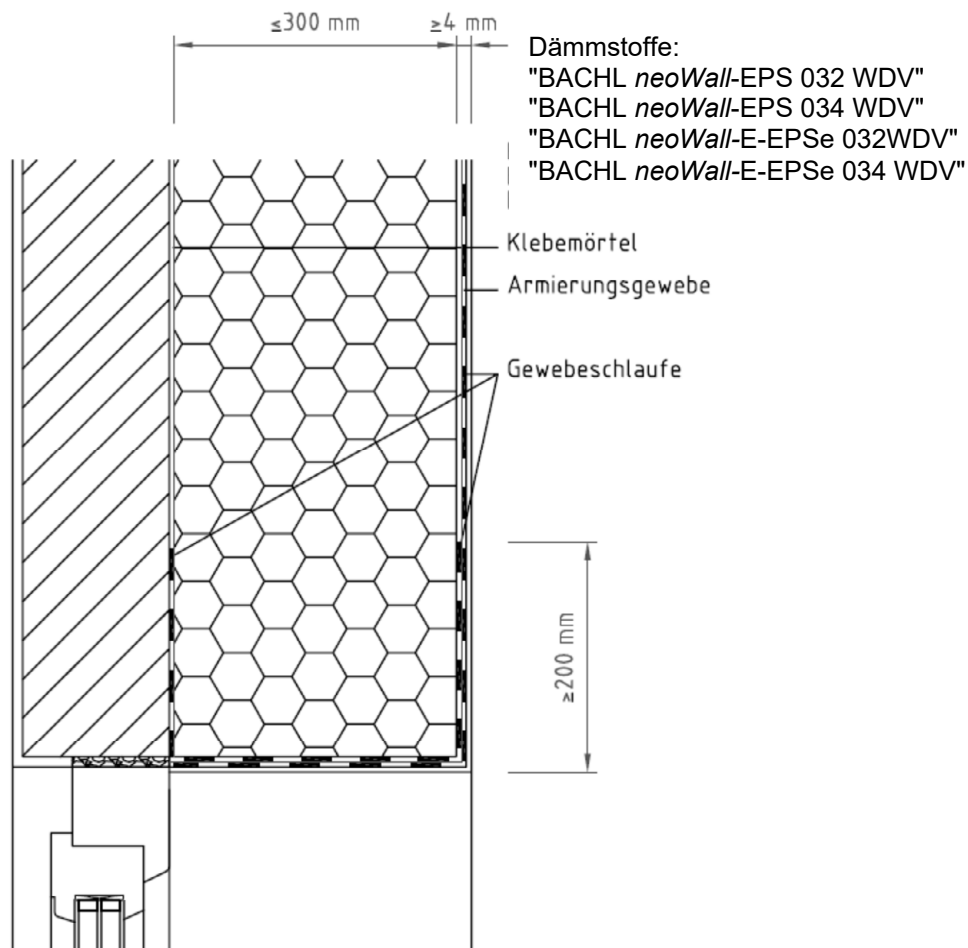 ≤300 mm ≥4 mm
Dämmstoffe:
"BACHL neoWall-EPS 032 WDV"
"BACHL neoWall-EPS 034 WDV"
"BACHL neoWall-E-EPSe 032WDV"
"BACHL neoWall-E-EPSe 034 WDV"
Klebemörtel
Armierungsgewebe
Gewebeschlaufe
≥200 mm